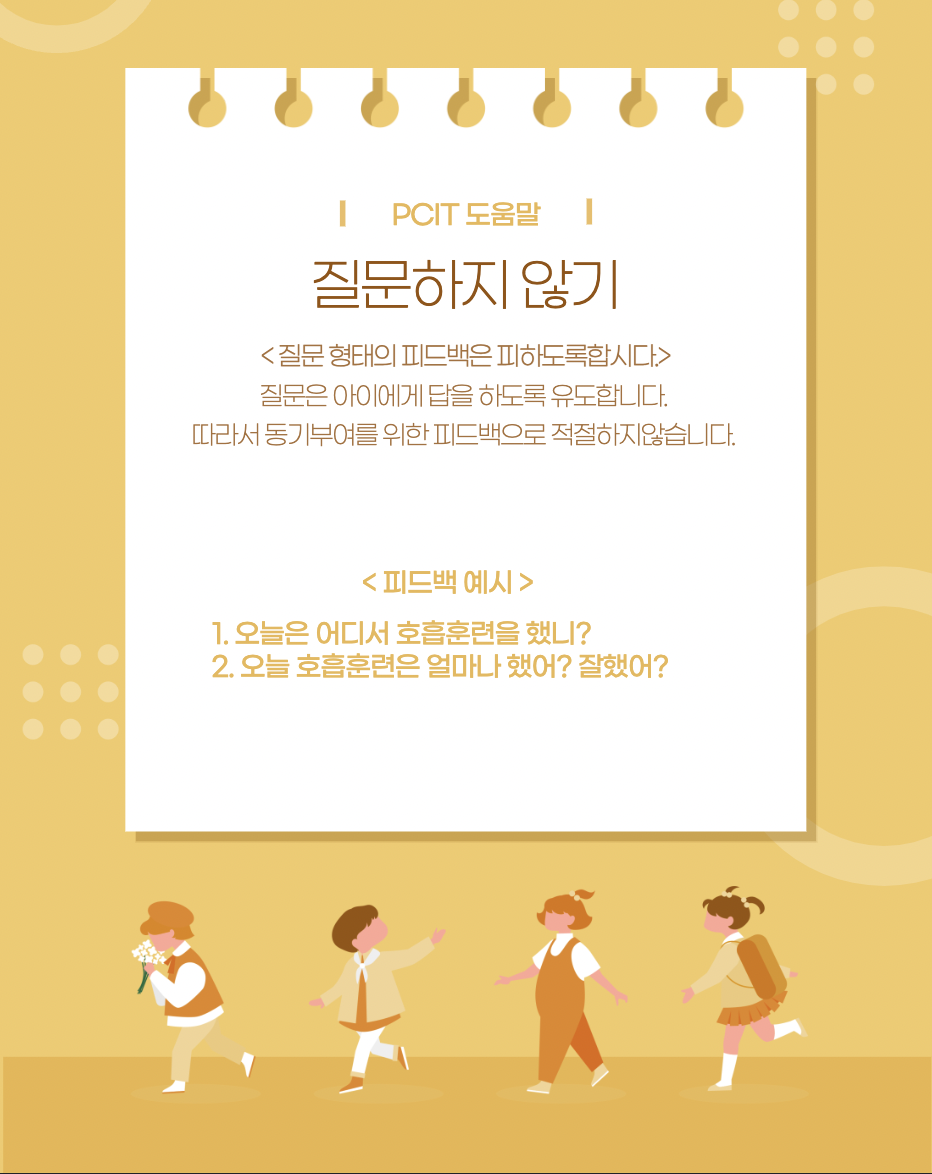 PCIT 도움말
질문하지 않기
< 질문 형태의 피드백은 피하도록합시다.>
질문은 아이에게 답을 하도록 유도합니다.
따라서 동기부여를 위한 피드백으로 적절하지않습니다.
< 피드백 예시 >
1. 오늘은 어디서 호흡훈련을 했니?
2. 오늘 호흡훈련은 얼마나 했어? 잘했어?